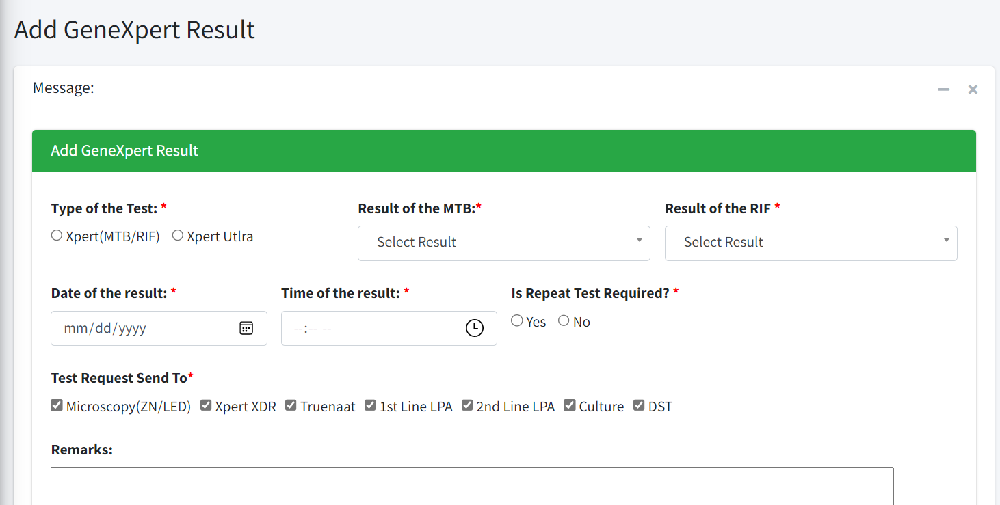 Add GeneXpert Result
Message:
Add GeneXpert Result
Type of the Test: * Result of the MTB:* Result of the RIF *
Xpert(MTB/RIF) Xpert Utlra Select Result Select Result
Date of the result: * Time of the result: * Is Repeat Test Required? *
mm/dd/yyyy --:-- -- Yes No
Test Request Send To*
Microscopy(ZN/LED) Xpert XDR Truenaat 1st Line LPA 2nd Line LPA Culture DST
Remarks: